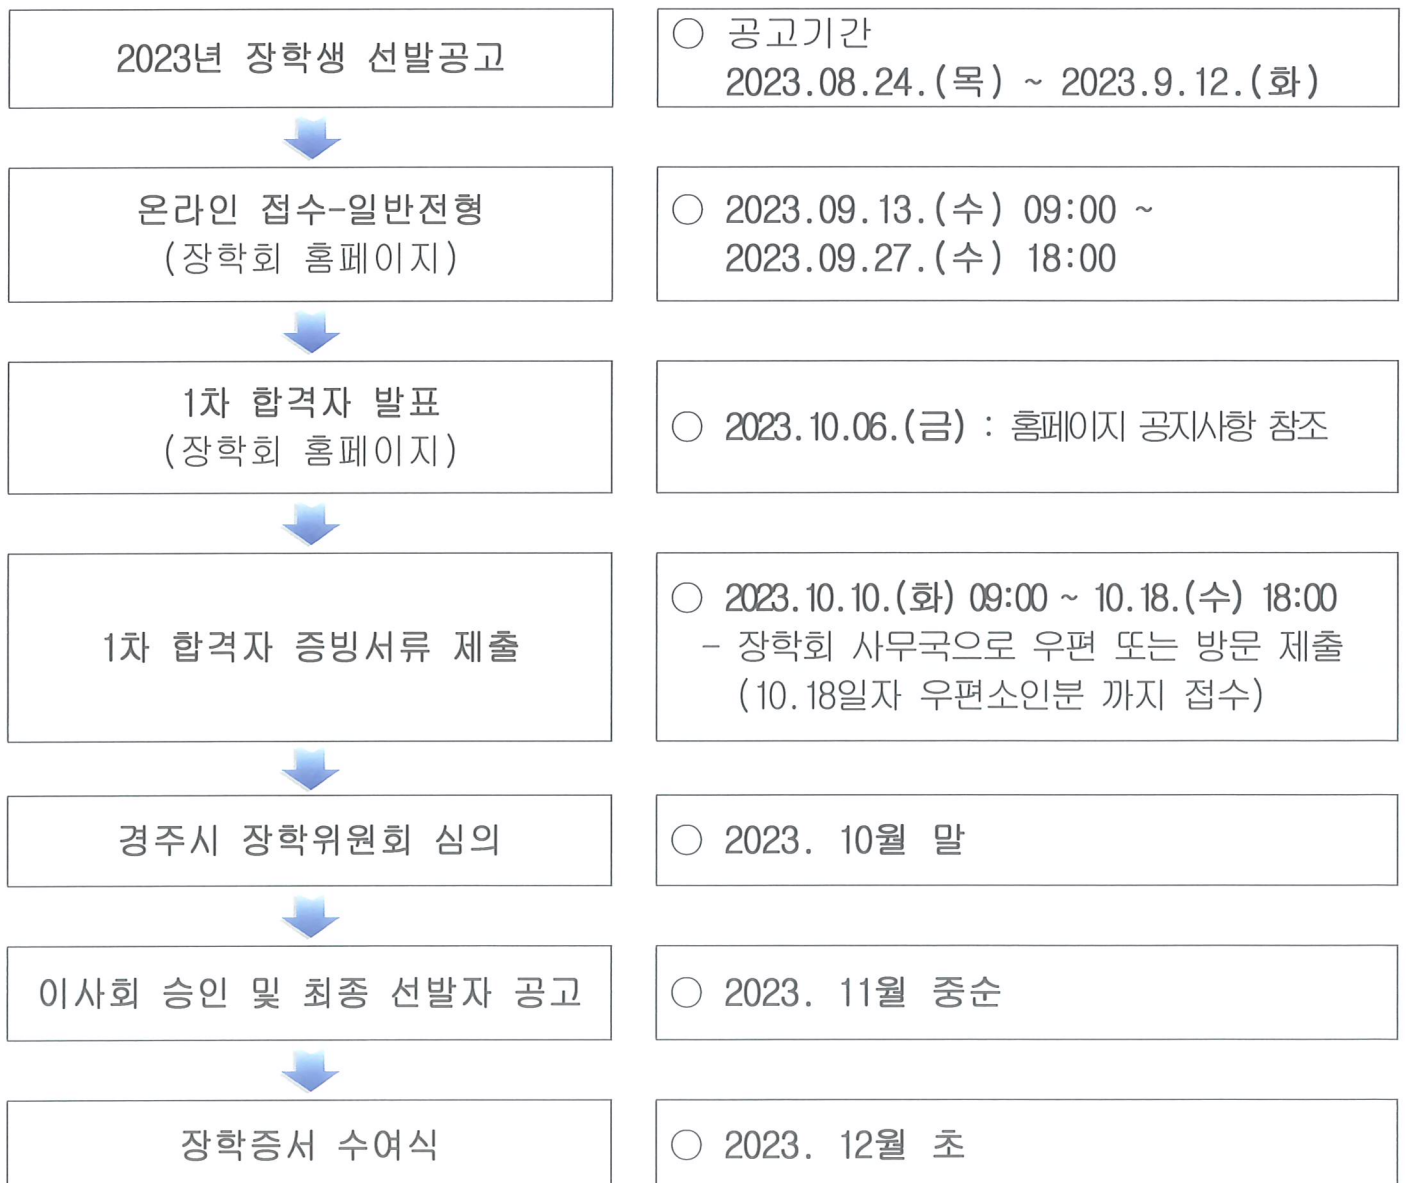 2023년 장학생 선발공고
○ 공고기간
2023.08.24.(목) ~ 2023.9.12.(화)
온라인 접수-일반전형
(장학회 홈페이지)
○ 2023.09.13.(수) 09:00 ~
2023.09.27.(수) 18:00
1차 합격자 발표
(장학회 홈페이지)
○ 2023.10.06.(금) : 홈페이지 공지사항 참조
1차 합격자 증빙서류 제출
○ 2023.10.10.(화) 09:00 ~ 10.18.(수) 18:00
- 장학회 사무국으로 우편 또는 방문 제출
(10.18일자 우편소인분 까지 접수)
경주시 장학위원회 심의
○ 2023. 10월 말
이사회 승인 및 최종 선발자 공고
○ 2023. 11월 중순
장학증서 수여식
○ 2023. 12월 초